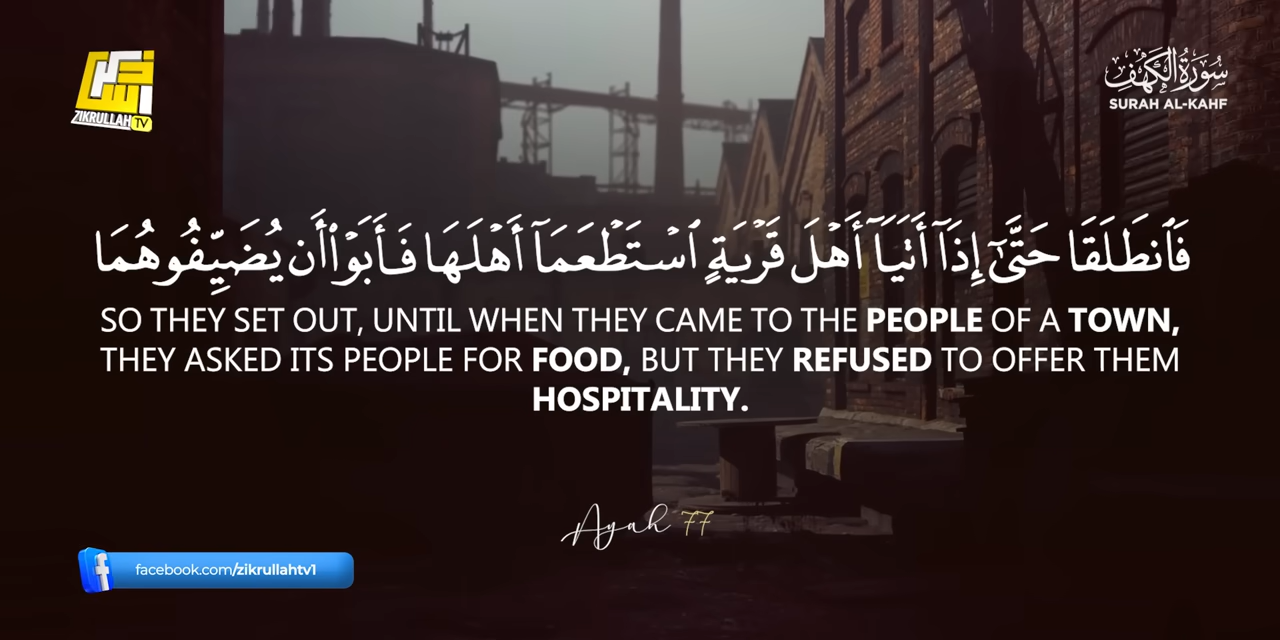 ذكر الله
ZIKRULLAH TV
سُورَةُ الْكَهْفِ
SURAH AL-KAHF
فَٱنطَلَقَا حَتَّىٰٓ إِذَآ أَتَيَآ أَهْلَ قَرْيَةٍ ٱسْتَطْعَمَآ أَهْلَهَا فَأَبَوْا۟ أَن يُضَيِّفُوهُمَا
SO THEY SET OUT, UNTIL WHEN THEY CAME TO THE PEOPLE OF A TOWN,
THEY ASKED ITS PEOPLE FOR FOOD, BUT THEY REFUSED TO OFFER THEM
HOSPITALITY.
Ayah 77
facebook.com/zikrullahtv1